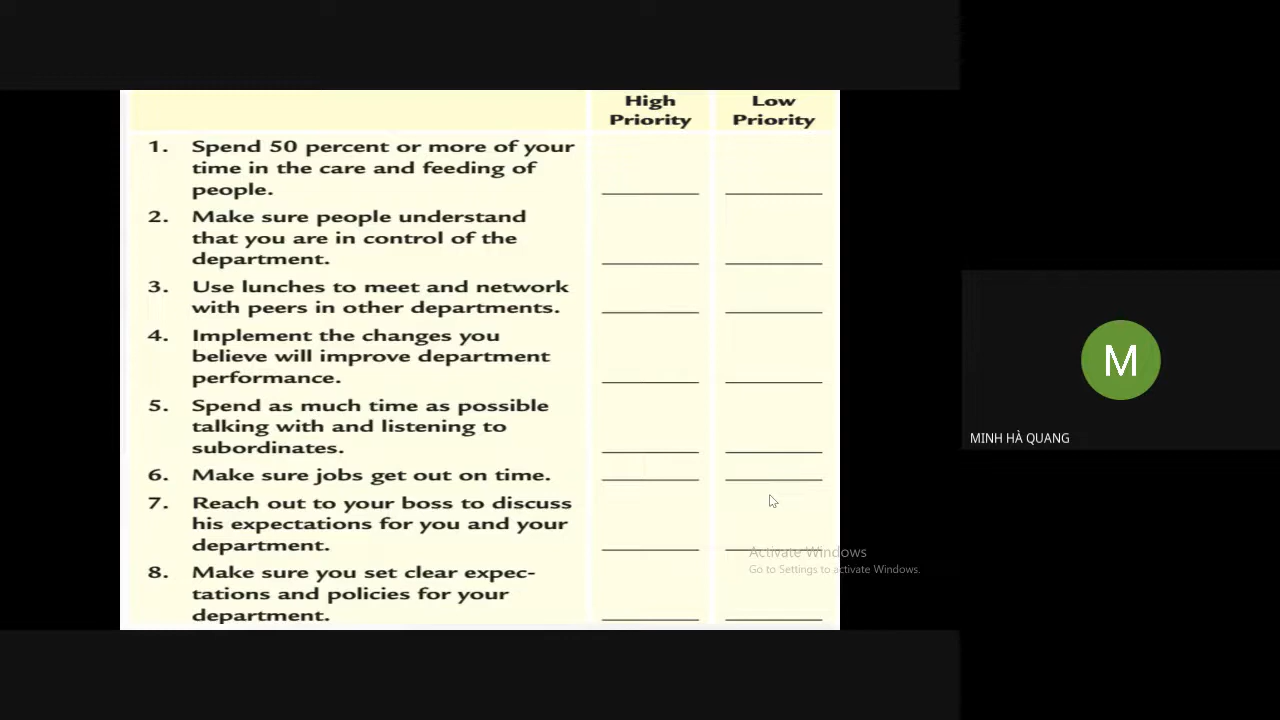 High Low
Priority Priority
1. Spend 50 percent or more of your
time in the care and feeding of
people.
2. Make sure people understand
that you are in control of the
department.
3. Use lunches to meet and network
with peers in other departments.
4. Implement the changes you
believe will improve department
performance.
5. Spend as much time as possible
talking with and listening to
subordinates.
6. Make sure jobs get out on time.
7. Reach out to your boss to discuss
his expectations for you and your
department.
8. Make sure you set clear expec-
tations and policies for your
department.
M
MINH HÀ QUANG
Activate Windows
Go to Settings to activate Windows.